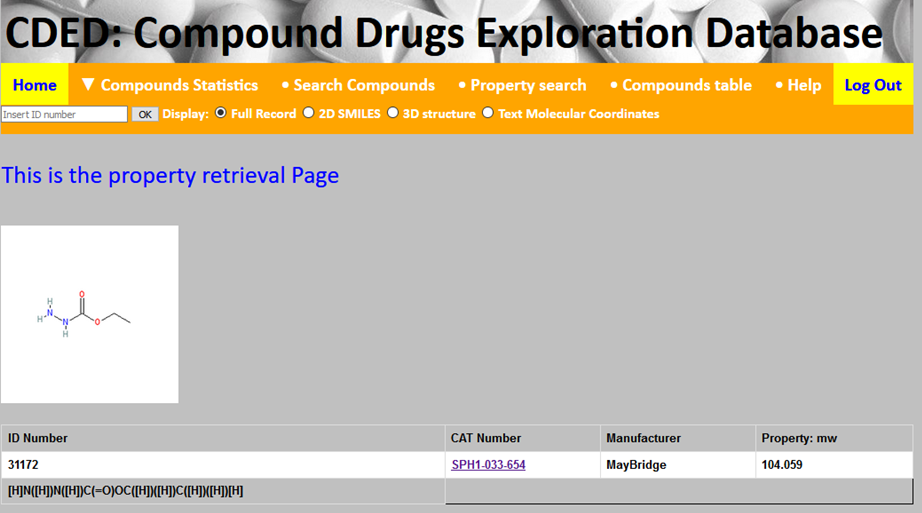 CDED: Compound Drugs Exploration Database
Home ▼ Compounds Statistics • Search Compounds • Property search • Compounds table • Help Log Out
Insert ID number OK Display: Full Record 2D SMILES 3D structure Text Molecular Coordinates
This is the property retrieval Page
H O
H N
N O
H
ID Number CAT Number Manufacturer Property: mw
31172 SPH1-033-654 MayBridge 104.059
[H]N([H])N([H])C(=O)OC([H])([H])C([H])([H])[H]